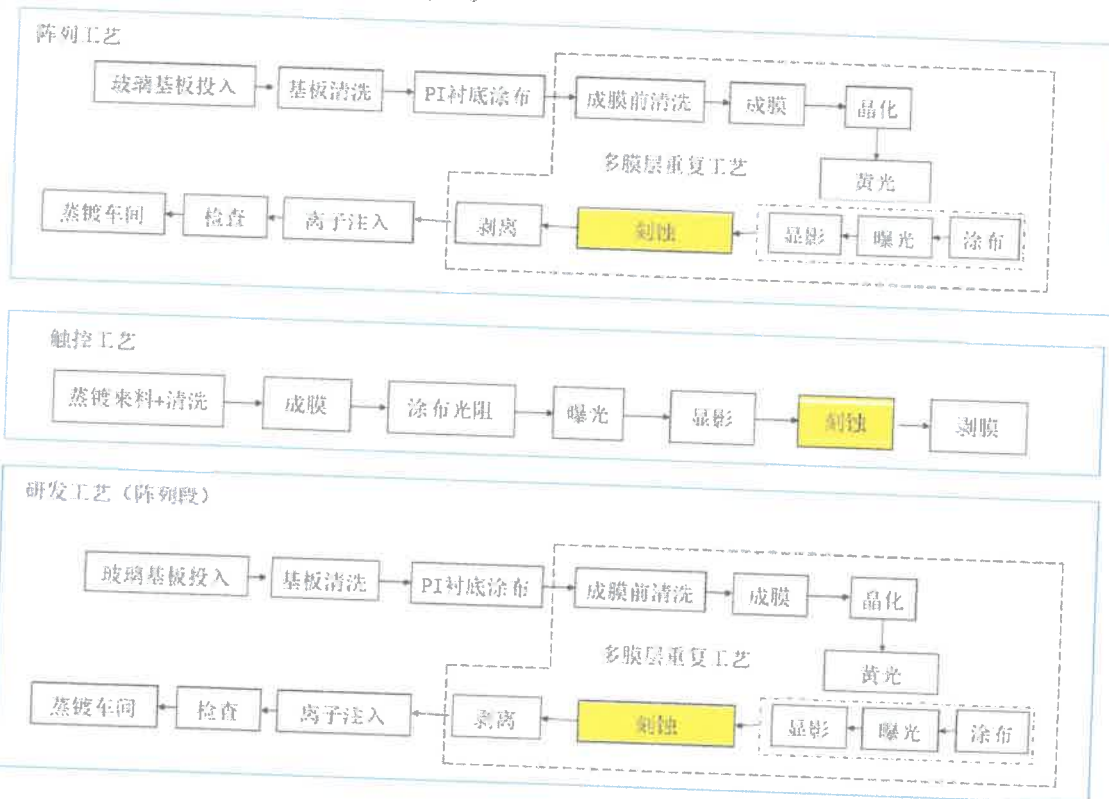 阵列工艺
玻璃基板投入 基板清洗 PI衬底涂布 成膜前清洗 成膜 晶化
多膜层重复工艺 黄光
蒸镀车间 检查 离子注入 剥离 刻蚀 显影 曝光 涂布
触控工艺
蒸镀来料+清洗 成膜 涂布光阻 曝光 显影 刻蚀 剥膜
研发工艺（阵列段）
玻璃基板投入 基板清洗 PI衬底涂布 成膜前清洗 成膜 晶化
多膜层重复工艺 黄光
蒸镀车间 检查 离子注入 剥离 刻蚀 显影 曝光 涂布